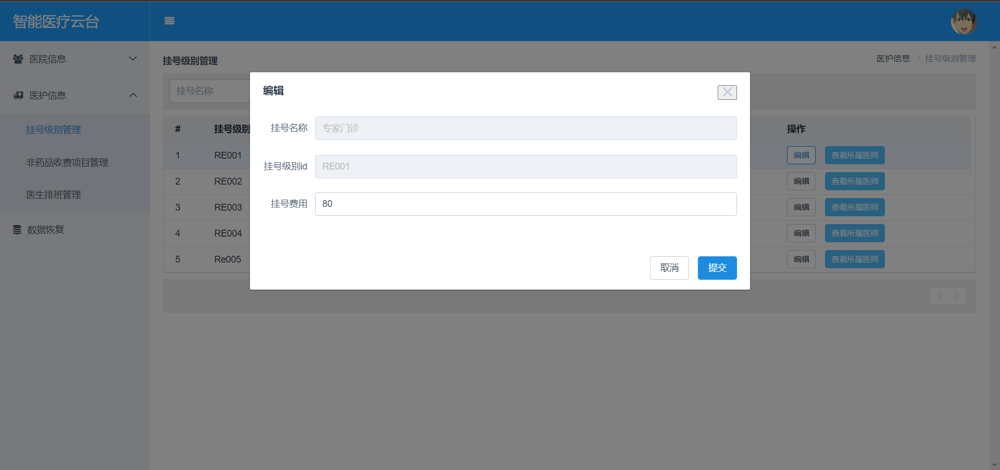 智能医疗云台
医院信息
医护信息
挂号级别管理
非药品收费项目管理
医生排班管理
数据恢复
挂号级别管理
医护信息 / 挂号级别管理
挂号名称
# 挂号级别 操作
1 RE001 编辑 查看所属医师
2 RE002 编辑 查看所属医师
3 RE003 编辑 查看所属医师
4 RE004 编辑 查看所属医师
5 Re005 编辑 查看所属医师
编辑
挂号名称 专家门诊
挂号级别id RE001
挂号费用 80
取消 提交